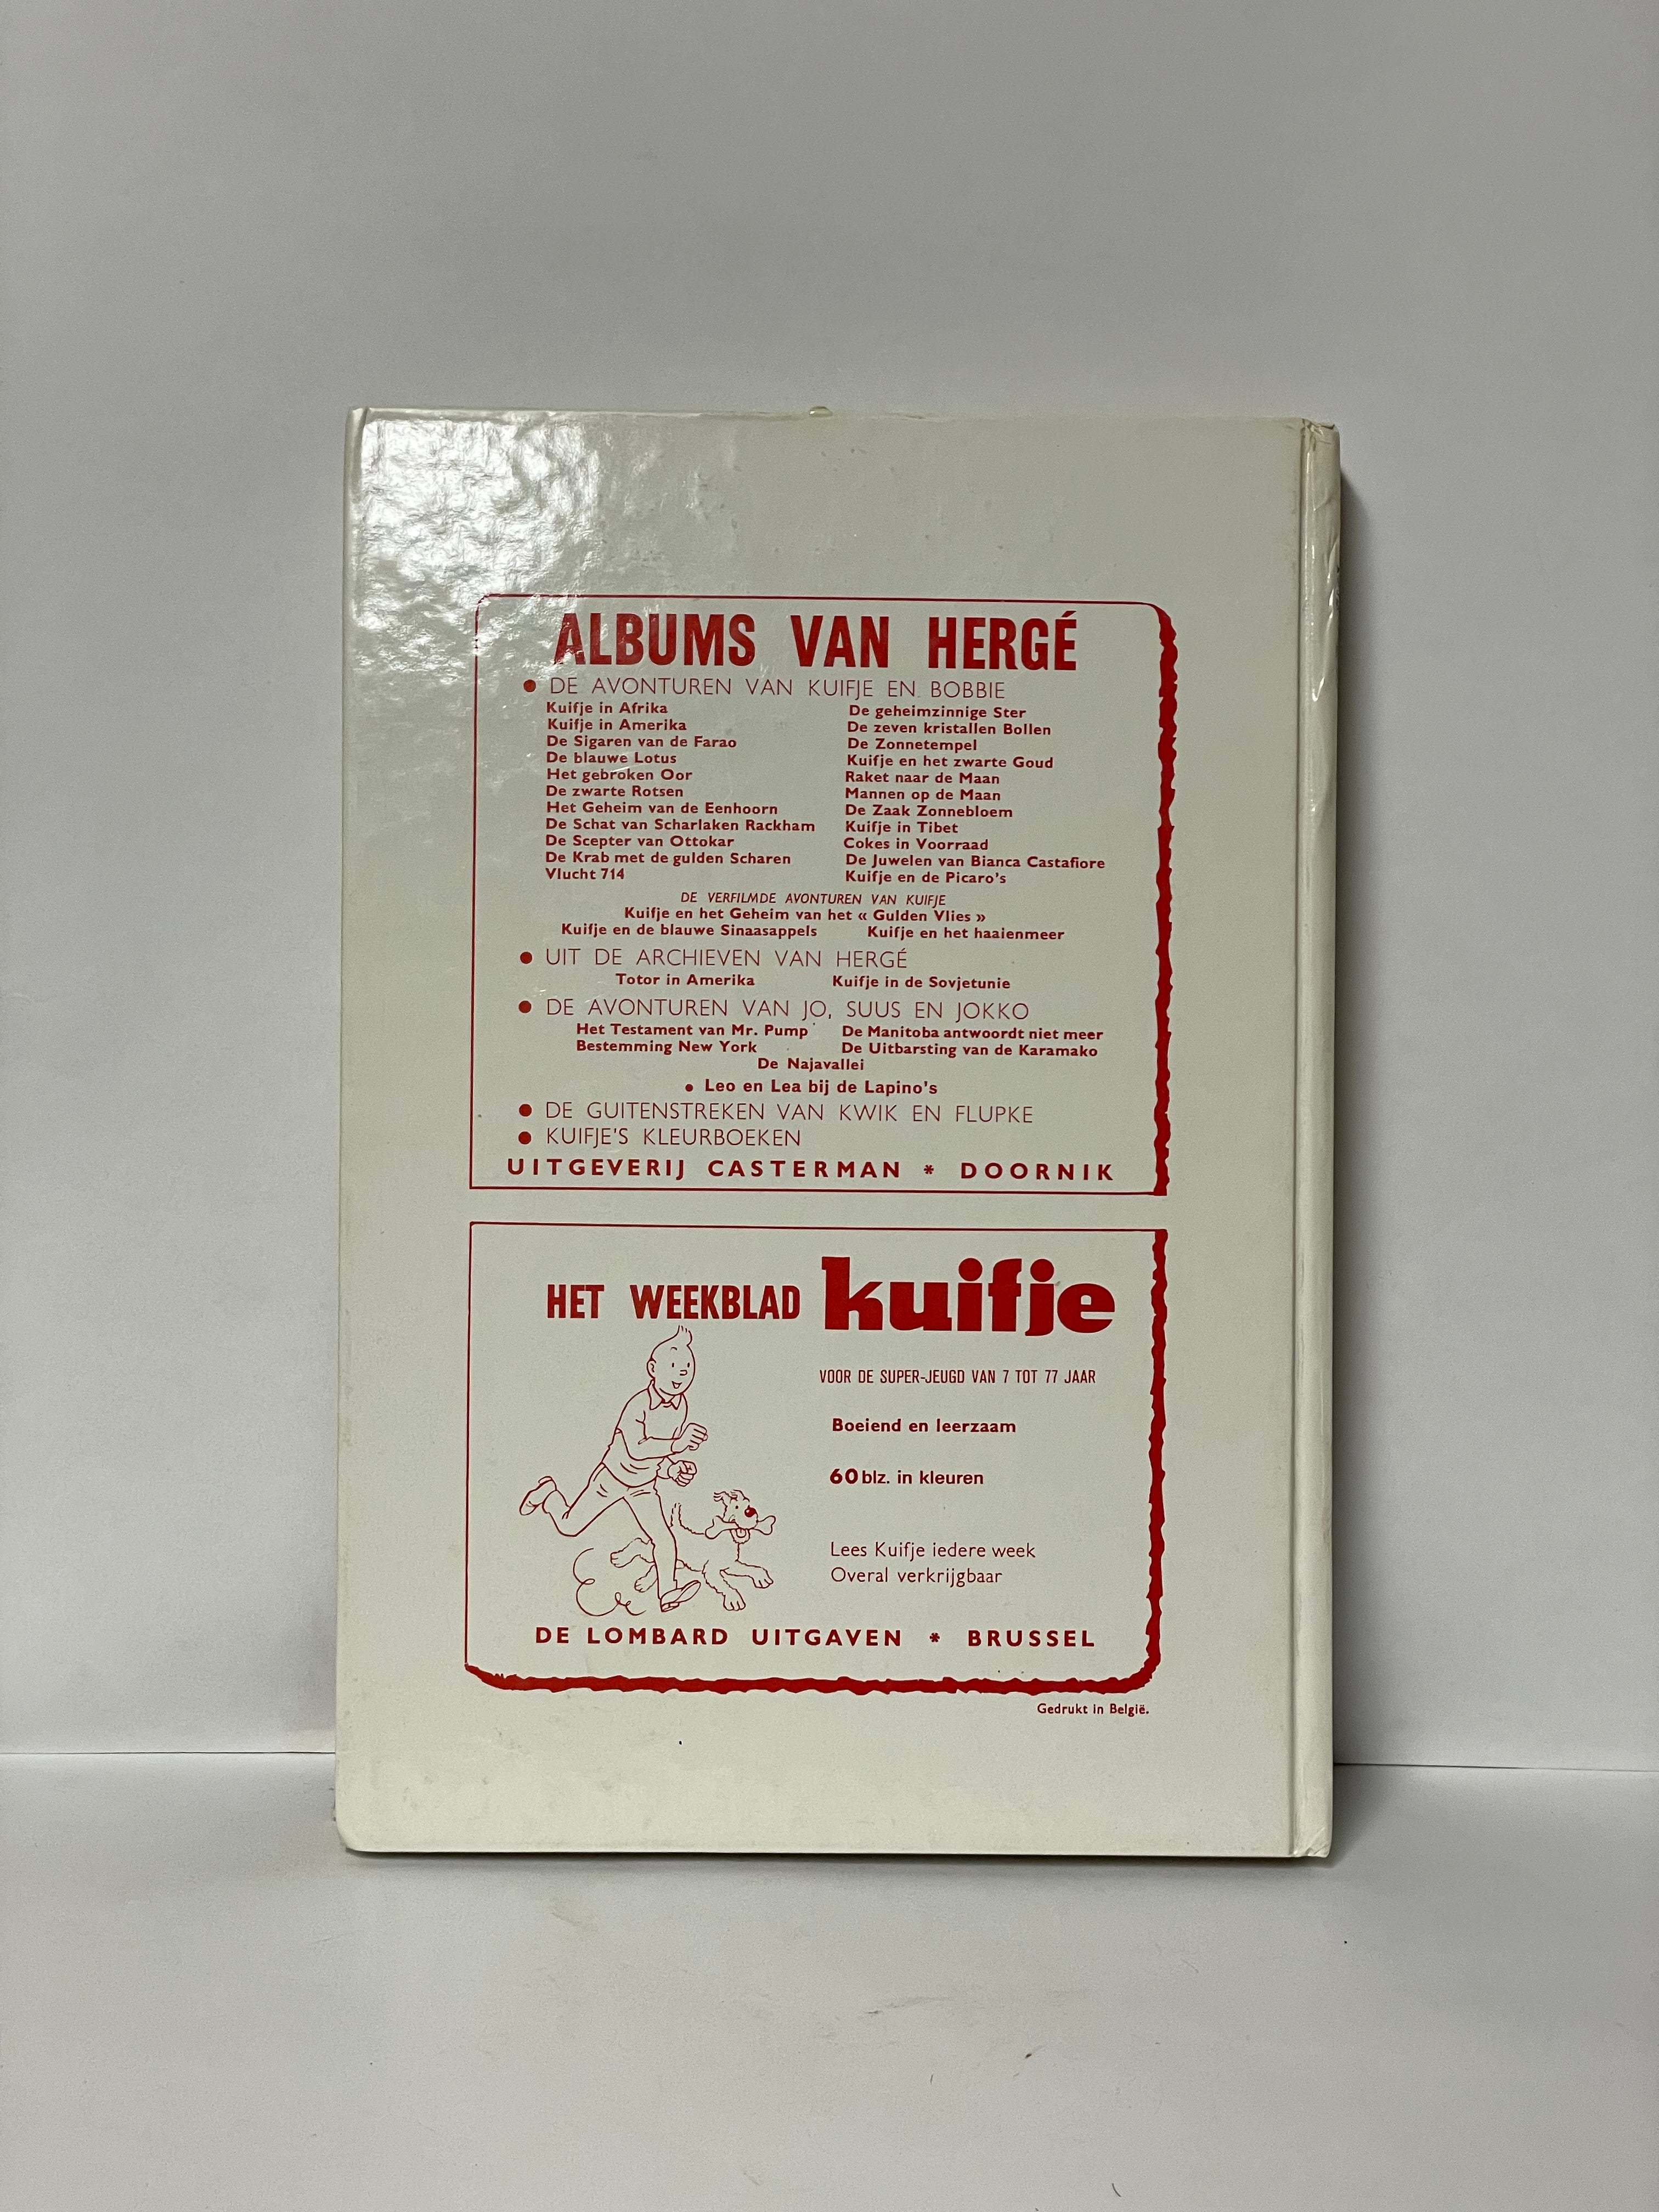 ALBUMS VAN HERGÉ
• DE AVONTUREN VAN KUIFJE EN BOBBIE
Kuifje in Afrika
Kuifje in Amerika
De Sigaren van de Farao
De blauwe Lotus
Het gebroken Oor
De zwarte Rotsen
Het Geheim van de Eenhoorn
De Schat van Scharlaken Rackham
De Scepter van Ottokar
De Krab met de gulden Scharen
Vlucht 714
De geheimzinnige Ster
De zeven kristallen Bollen
De Zonnetempel
Kuifje en het zwarte Goud
Raket naar de Maan
Mannen op de Maan
De Zaak Zonnebloem
Kuifje in Tibet
Cokes in Voorraad
De Juwelen van Bianca Castafiore
Kuifje en de Picaro's
DE VERFILMDE AVONTUREN VAN KUIFJE
Kuifje en het Geheim van het « Gulden Vlies »
Kuifje en de blauwe Sinaasappels Kuifje en het haaienmeer
• UIT DE ARCHIEVEN VAN HERGÉ
Totor in Amerika Kuifje in de Sovjetunie
• DE AVONTUREN VAN JO, SUUS EN JOKKO
Het Testament van Mr. Pump De Manitoba antwoordt niet meer
Bestemming New York De Uitbarsting van de Karamako
De Najavallei
• Leo en Lea bij de Lapino's
• DE GUITENSTREKEN VAN KWIK EN FLUPKE
• KUIFJE'S KLEURBOEKEN
UITGEVERIJ CASTERMAN * DOORNIK
HET WEEKBLAD kuifje
VOOR DE SUPER-JEUGD VAN 7 TOT 77 JAAR
Boeiend en leerzaam
60 blz. in kleuren
Lees Kuifje iedere week
Overal verkrijgbaar
DE LOMBARD UITGAVEN * BRUSSEL
Gedrukt in België.